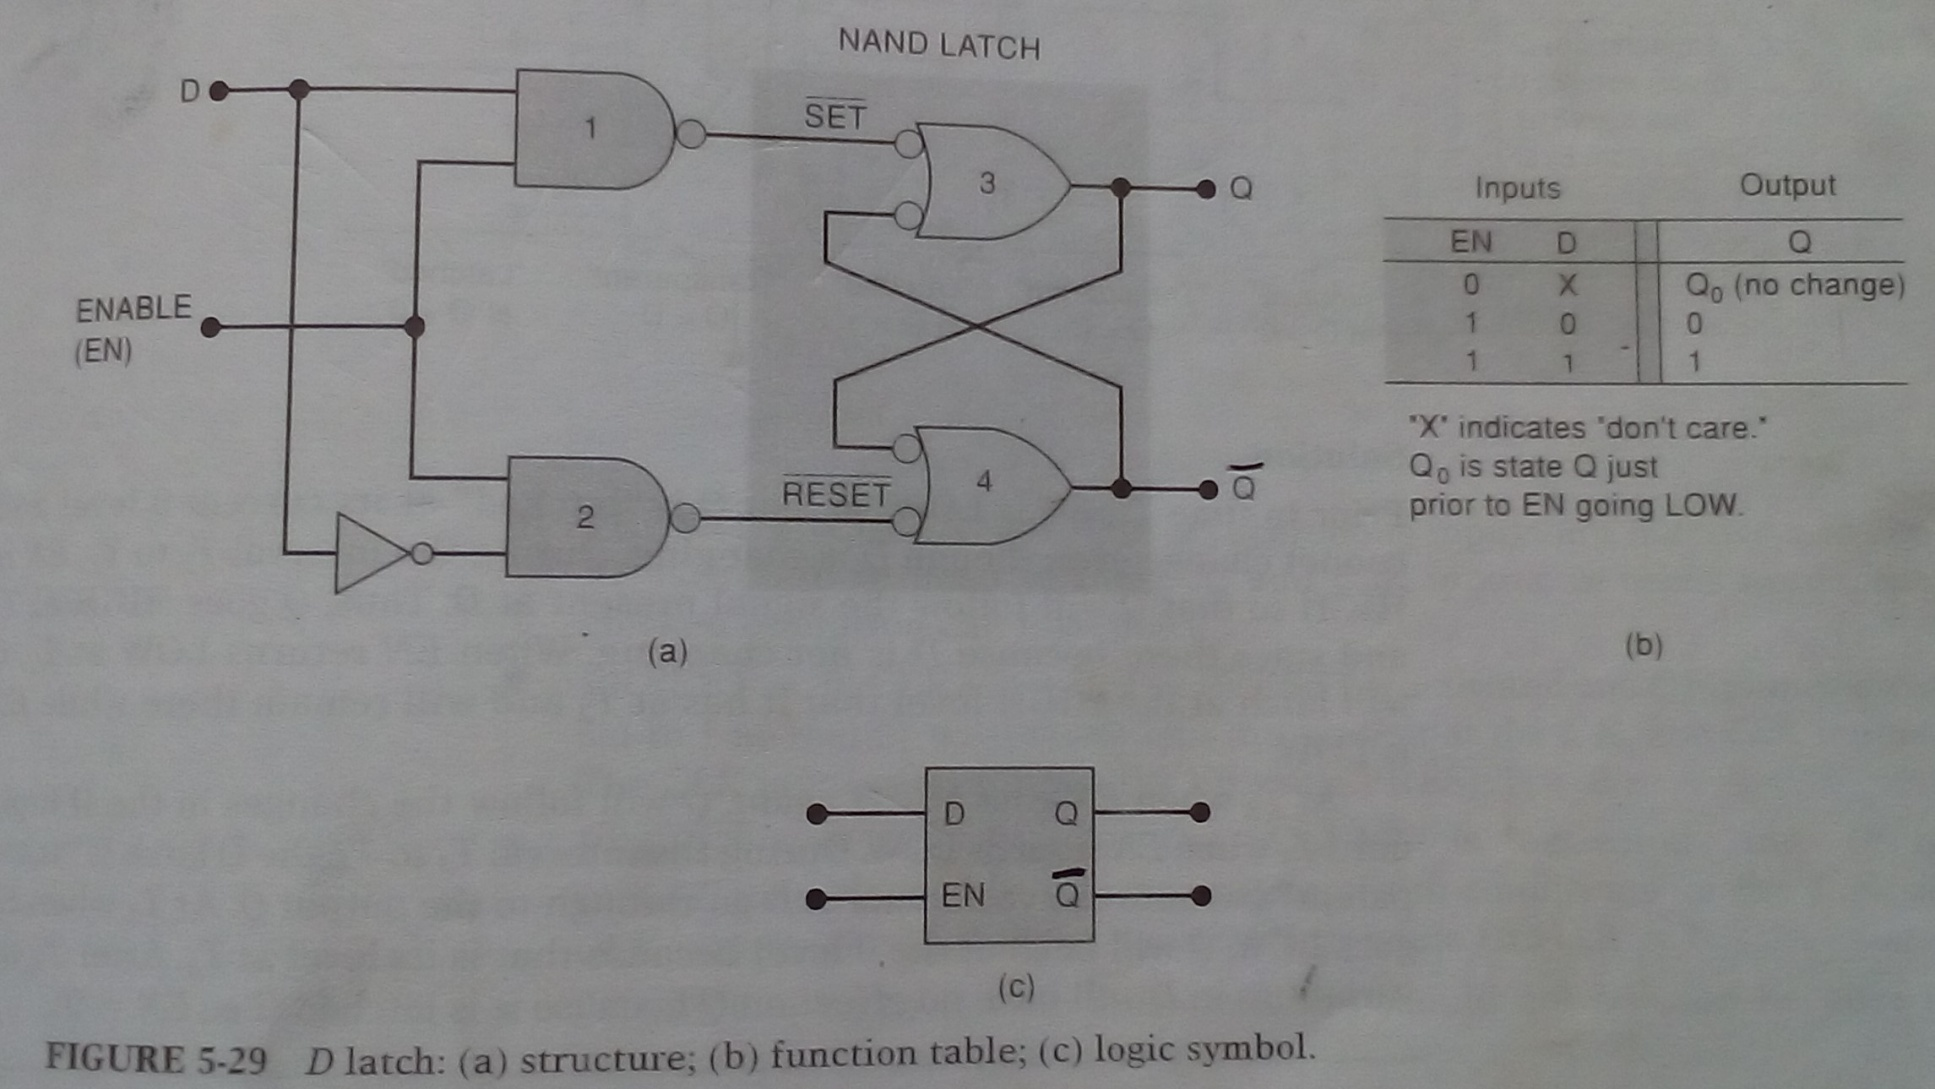 NAND LATCH
D
1
S̅E̅T̅
3
Q
ENABLE
(EN)
2
R̅E̅S̅E̅T̅
4
Q̅
(a)
Inputs Output
EN D Q
0 X Q₀ (no change)
1 0 0
1 1 1
"X" indicates "don't care."
Q₀ is state Q just
prior to EN going LOW.
(b)
D Q
EN Q̅
(c)
FIGURE 5-29 D latch: (a) structure; (b) function table; (c) logic symbol.